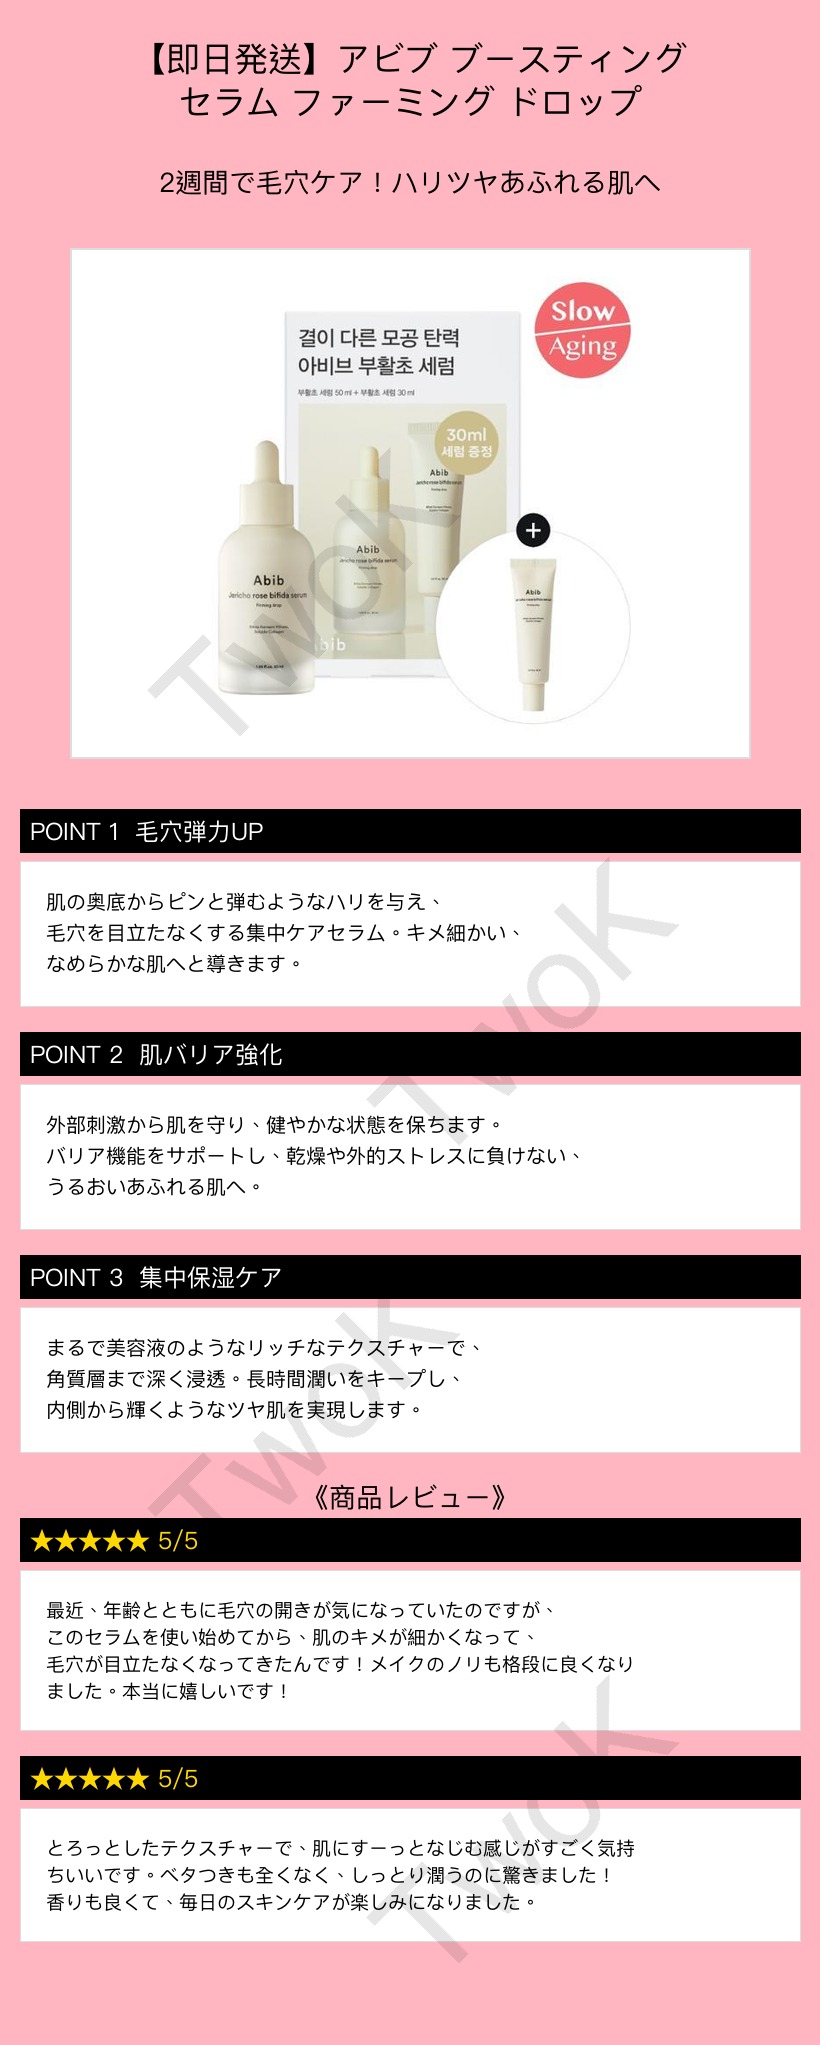 【即日発送】アビブ ブースティング
セラム ファーミング ドロップ
2週間で毛穴ケア！ハリツヤあふれる肌へ
Slow
Aging
결이 다른 모공 탄력
아비브 부활초 세럼
부활초 세럼 50 ml + 부활초 세럼 30 ml
30ml
세럼 증정
Abib
Jericho rose bifida serum
Firming drop
Abib
Jericho rose bifida serum
Firming drop
Abib
Jericho rose bifida serum
Firming drop
+
Abib
TwoK
POINT 1 毛穴弾力UP
肌の奥底からピンと弾むようなハリを与え、
毛穴を目立たなくする集中ケアセラム。キメ細かい、
なめらかな肌へと導きます。
TwoK
POINT 2 肌バリア強化
外部刺激から肌を守り、健やかな状態を保ちます。
バリア機能をサポートし、乾燥や外的ストレスに負けない、
うるおいあふれる肌へ。
POINT 3 集中保湿ケア
まるで美容液のようなリッチなテクスチャーで、
角質層まで深く浸透。長時間潤いをキープし、
内側から輝くようなツヤ肌を実現します。
TwoK
《商品レビュー》
★★★★★ 5/5
最近、年齢とともに毛穴の開きが気になっていたのですが、
このセラムを使い始めてから、肌のキメが細かくなって、
毛穴が目立たなくなってきたんです！メイクのノリも格段に良くなり
ました。本当に嬉しいです！
★★★★★ 5/5
とろっとしたテクスチャーで、肌にすーっとなじむ感じがすごく気持
ちいいです。ベタつきも全くなく、しっとり潤うのに驚きました！
香りも良くて、毎日のスキンケアが楽しみになりました。
TwoK